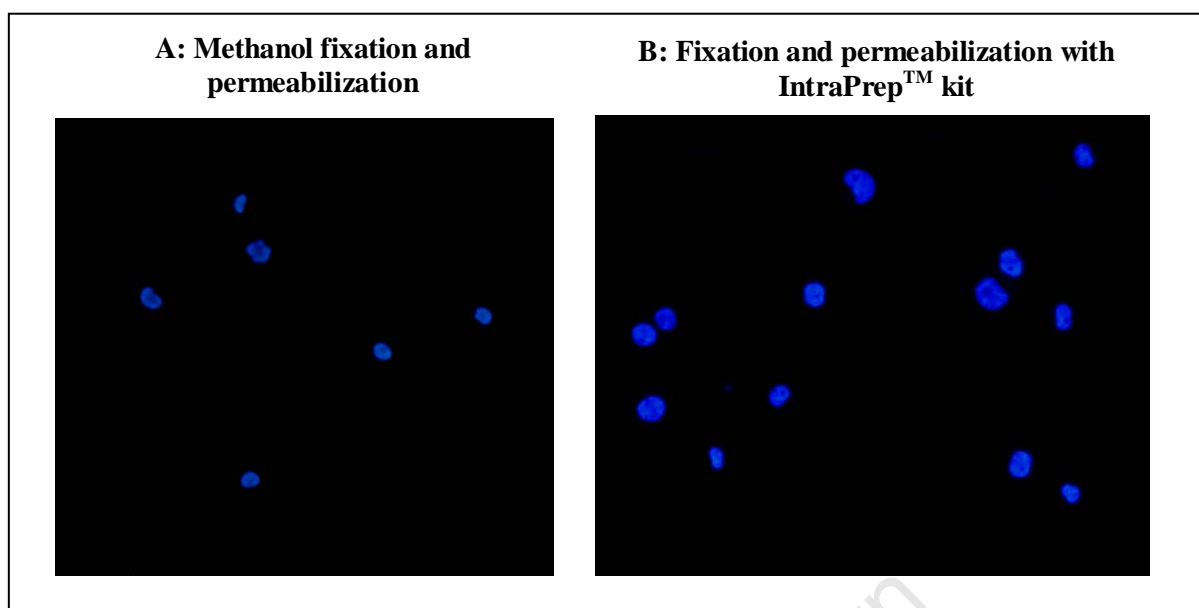 A: Methanol fixation and
permeabilization
B: Fixation and permeabilization with
IntraPrep™ kit